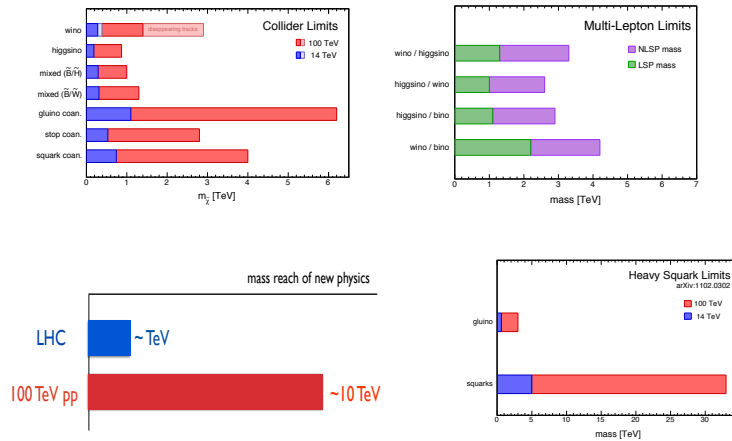 Collider Limits
wino
disappearing tracks
higgsino
100 TeV
14 TeV
mixed (B̃/H̃)
mixed (B̃/W̃)
gluino coan.
stop coan.
squark coan.
0 1 2 3 4 5 6
m_χ̃ [TeV]
Multi-Lepton Limits
wino / higgsino
NLSP mass
LSP mass
higgsino / wino
higgsino / bino
wino / bino
0 1 2 3 4 5 6 7
mass [TeV]
mass reach of new physics
LHC
~ TeV
100 TeV pp
~10 TeV
Heavy Squark Limits
arXiv:1102.0302
100 TeV
14 TeV
gluino
squarks
0 5 10 15 20 25 30
mass [TeV]